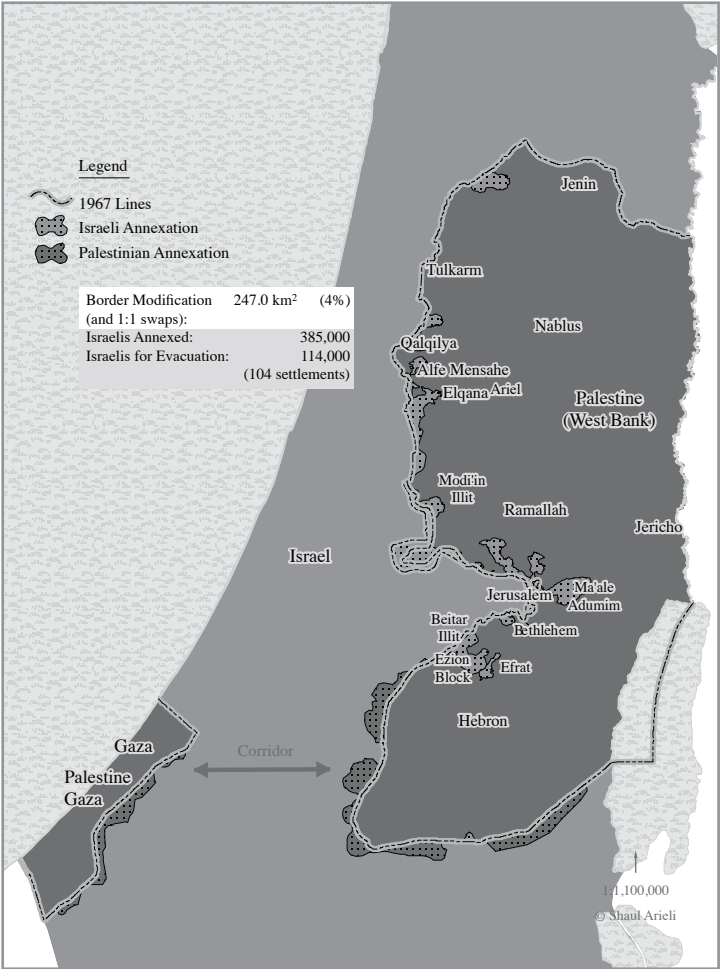 Legend
1967 Lines
Israeli Annexation
Palestinian Annexation
Border Modification 247.0 km² (4%)
(and 1:1 swaps):
Israelis Annexed: 385,000
Israelis for Evacuation: 114,000
(104 settlements)
Jenin
Tulkarm
Nablus
Qalqilya
Alfe Mensahe
Elqana
Ariel
Palestine
(West Bank)
Modi'in
Illit
Ramallah
Jericho
Israel
Jerusalem
Ma'ale
Adumim
Beitar
Illit
Bethlehem
Ezion
Block
Efrat
Hebron
Gaza
Corridor
Palestine
Gaza
1:1,100,000
© Shaul Arieli